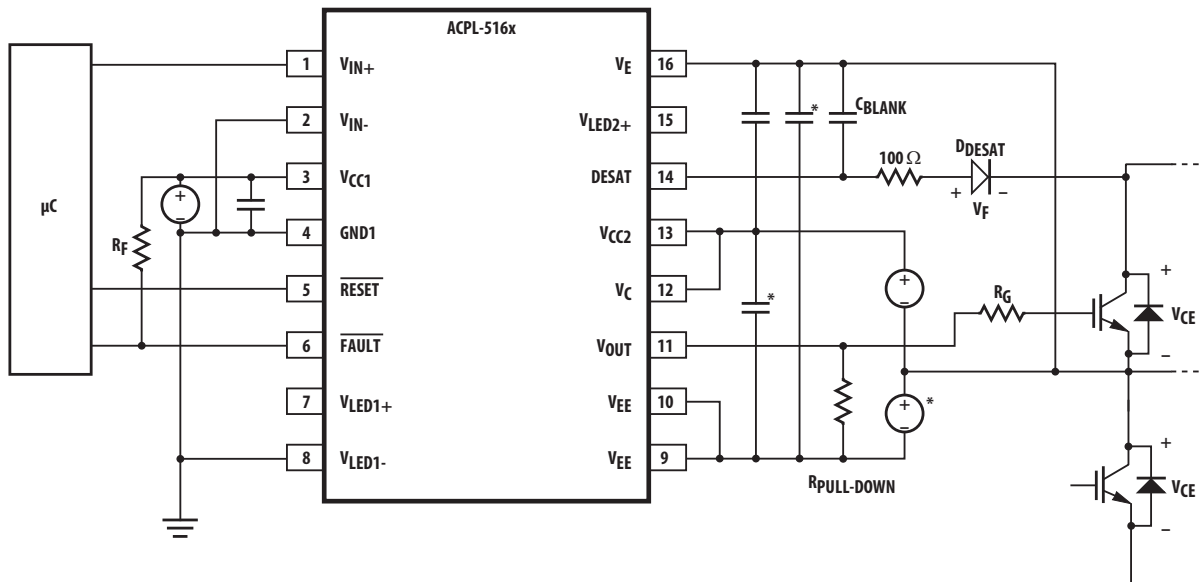 ACPL-516x
µC
1 VIN+
2 VIN-
3 VCC1
4 GND1
5 RESET
6 FAULT
7 VLED1+
8 VLED1-
VE 16
VLED2+ 15
DESAT 14
VCC2 13
VC 12
VOUT 11
VEE 10
VEE 9
+
−
RF
*
CBLANK
100 Ω
DDESAT
+ −
VF
*
+
−
RG
+
VCE
−
+
−
*
RPULL-DOWN
+
VCE
−